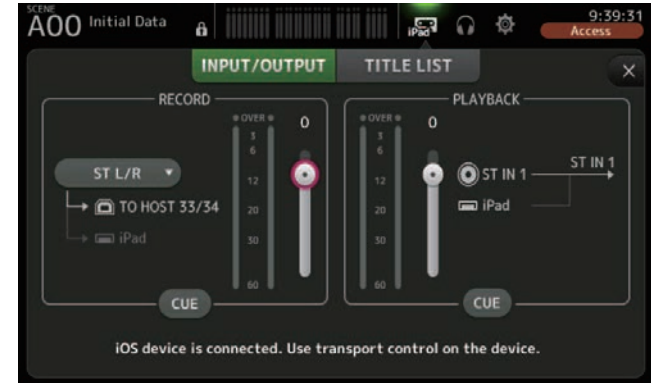 SCENE
A00 Initial Data
iPad
9:39:31
Access
INPUT/OUTPUT
TITLE LIST
×
RECORD
OVER
0
3
6
12
20
30
60
ST L/R
TO HOST 33/34
iPad
CUE
PLAYBACK
OVER
0
3
6
12
20
30
60
ST IN 1
iPad
ST IN 1
CUE
iOS device is connected. Use transport control on the device.